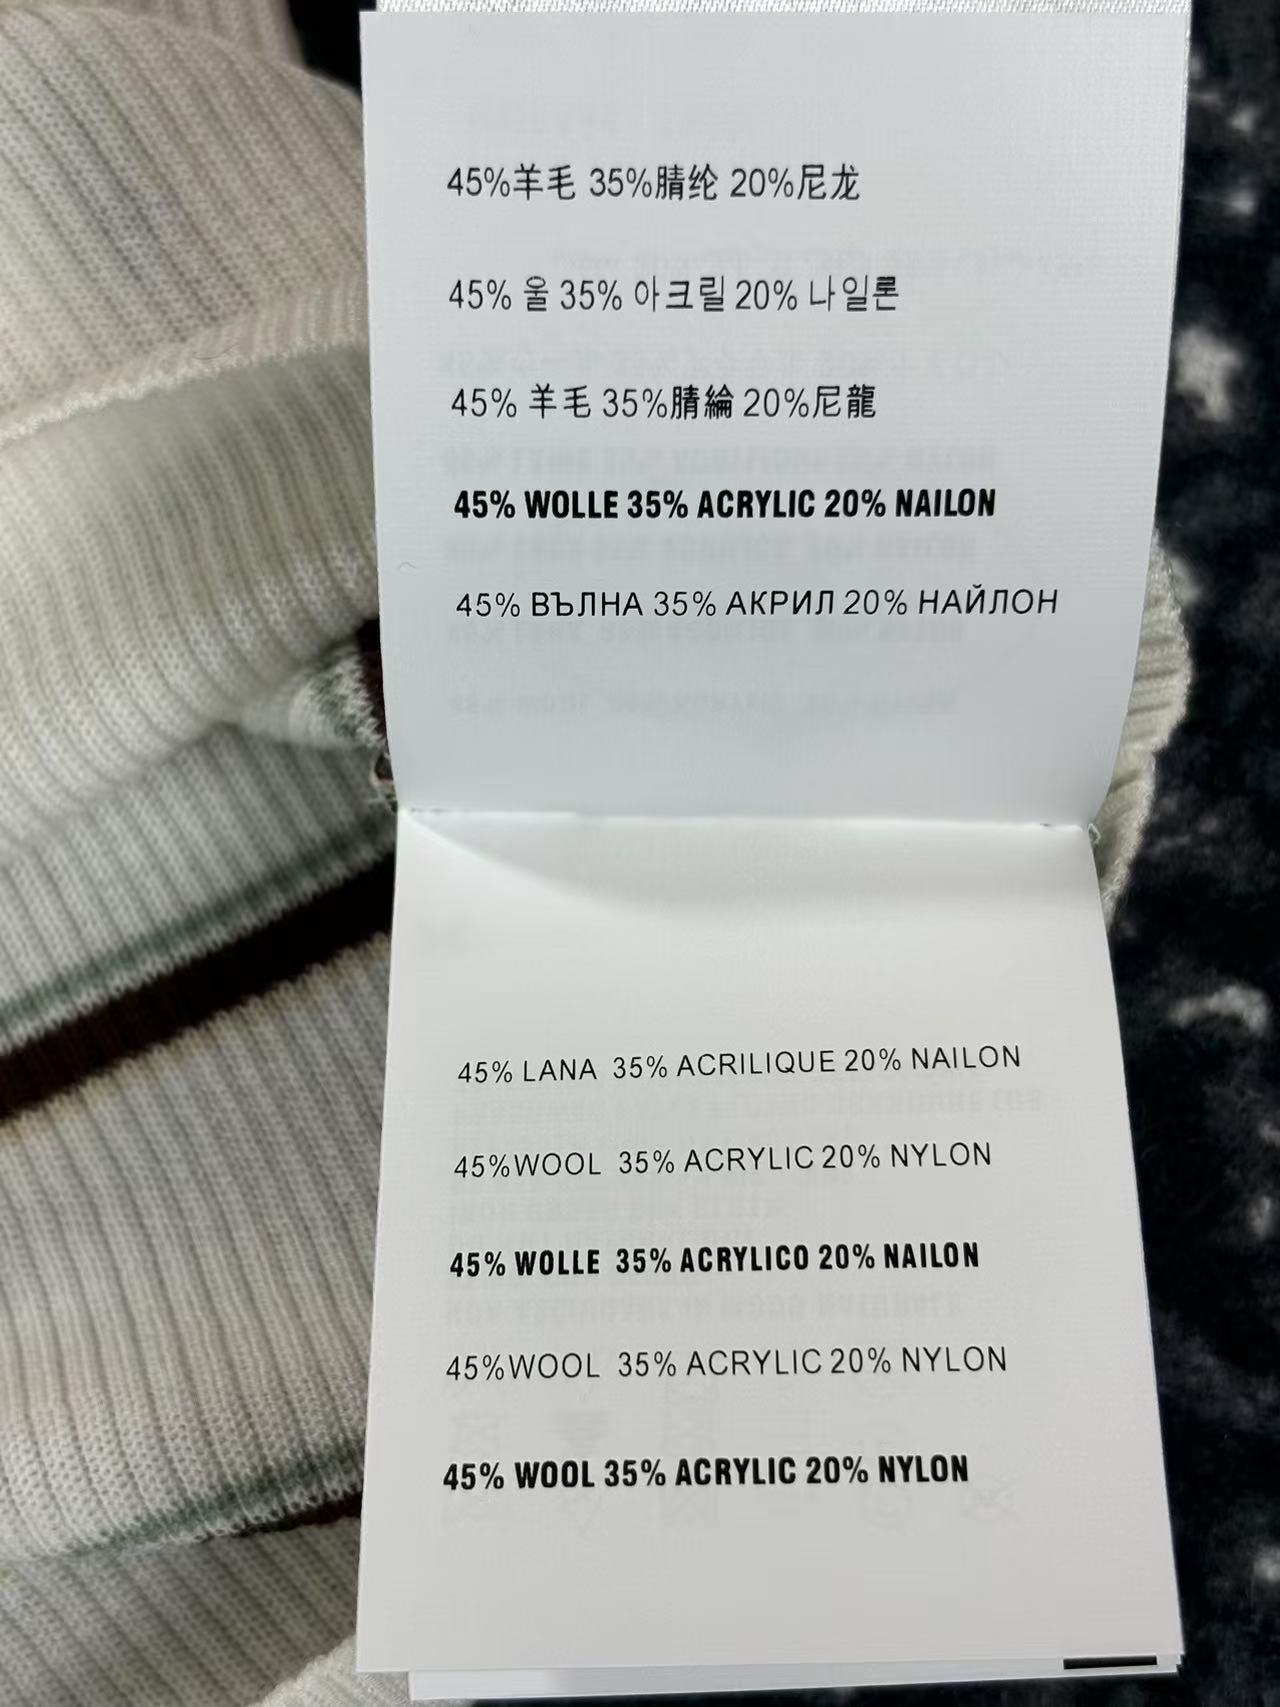 45%羊毛 35%腈纶 20%尼龙
45% 울 35% 아크릴 20% 나일론
45% 羊毛 35%腈綸 20%尼龍
45% WOLLE 35% ACRYLIC 20% NAILON
45% ВЪЛНА 35% АКРИЛ 20% НАЙЛОН
45% LANA 35% ACRILIQUE 20% NAILON
45%WOOL 35% ACRYLIC 20% NYLON
45% WOLLE 35% ACRYLICO 20% NAILON
45%WOOL 35% ACRYLIC 20% NYLON
45% WOOL 35% ACRYLIC 20% NYLON